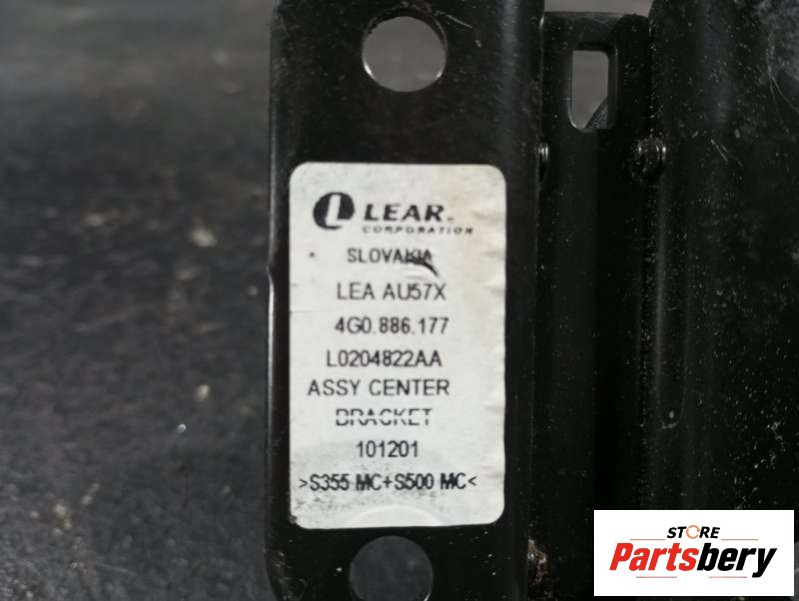 LEAR
CORPORATION
SLOVAKIA
LEA AU57X
4G0.886.177
L0204822AA
ASSY CENTER
BRACKET
101201
>S355 MC+S500 MC<
STORE
Partsbery